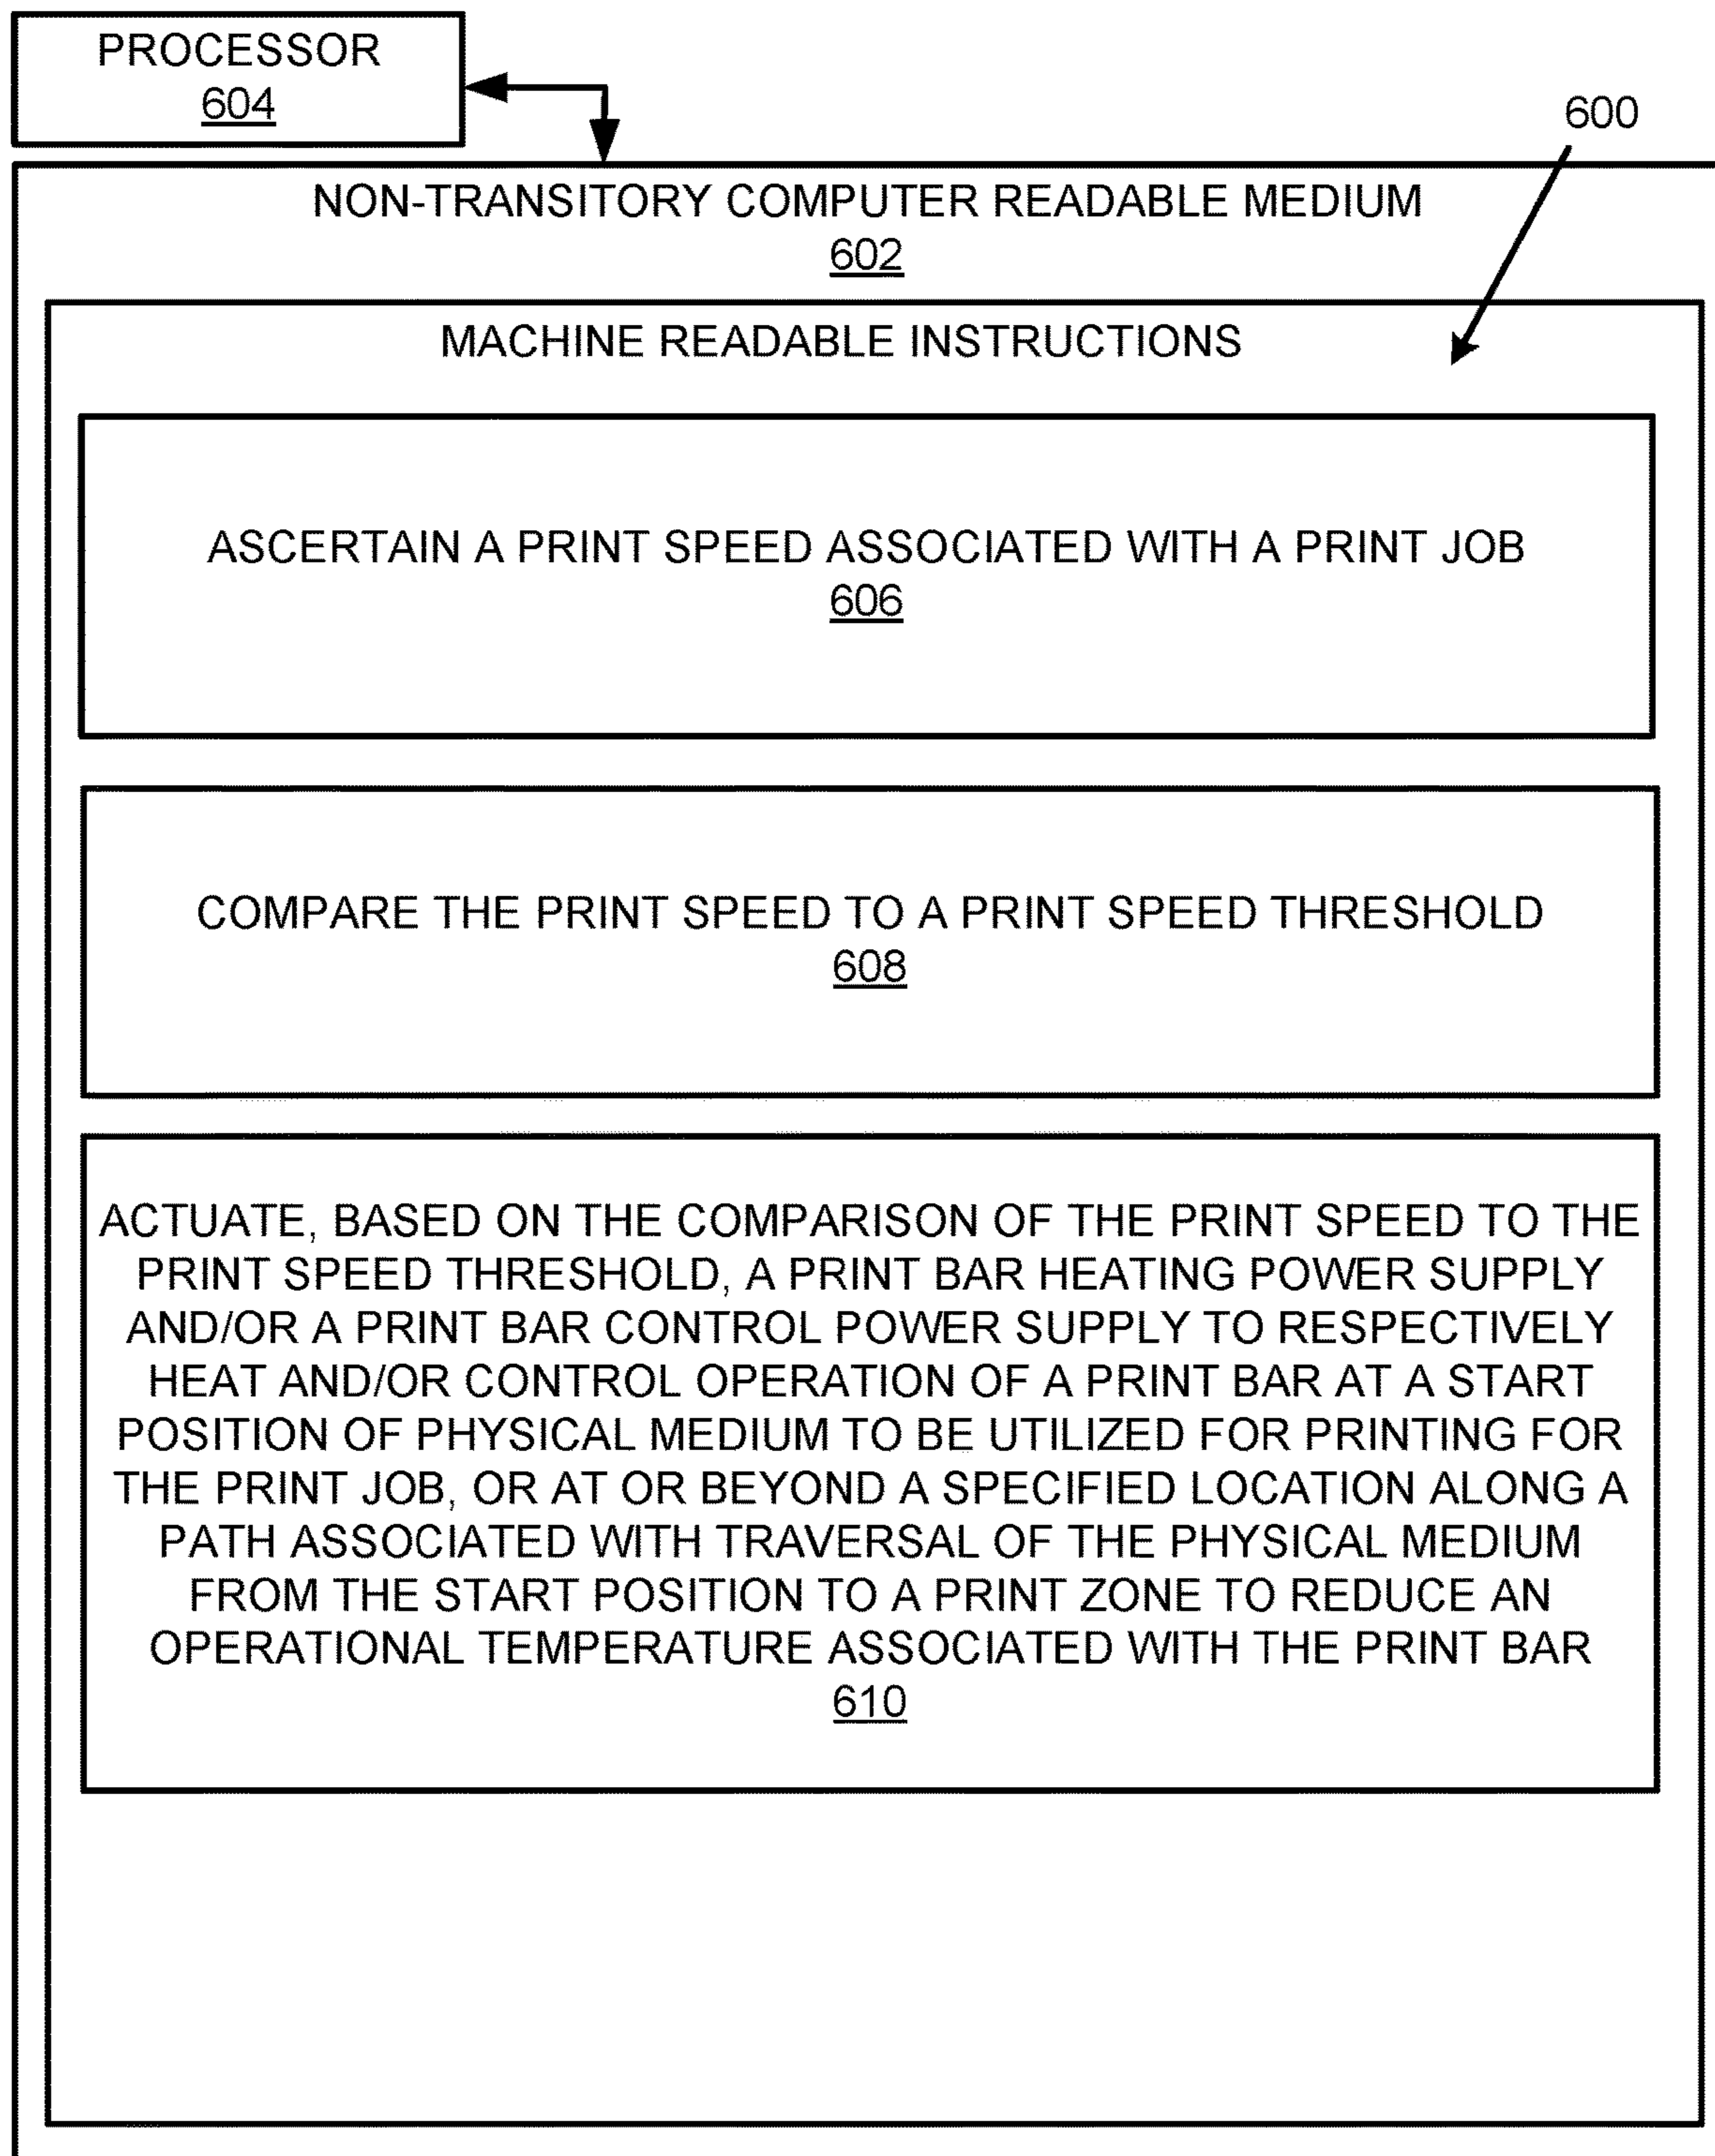 PROCESSOR
604
600
NON-TRANSITORY COMPUTER READABLE MEDIUM
602
MACHINE READABLE INSTRUCTIONS
ASCERTAIN A PRINT SPEED ASSOCIATED WITH A PRINT JOB
606
COMPARE THE PRINT SPEED TO A PRINT SPEED THRESHOLD
608
ACTUATE, BASED ON THE COMPARISON OF THE PRINT SPEED TO THE
PRINT SPEED THRESHOLD, A PRINT BAR HEATING POWER SUPPLY
AND/OR A PRINT BAR CONTROL POWER SUPPLY TO RESPECTIVELY
HEAT AND/OR CONTROL OPERATION OF A PRINT BAR AT A START
POSITION OF PHYSICAL MEDIUM TO BE UTILIZED FOR PRINTING FOR
THE PRINT JOB, OR AT OR BEYOND A SPECIFIED LOCATION ALONG A
PATH ASSOCIATED WITH TRAVERSAL OF THE PHYSICAL MEDIUM
FROM THE START POSITION TO A PRINT ZONE TO REDUCE AN
OPERATIONAL TEMPERATURE ASSOCIATED WITH THE PRINT BAR
610